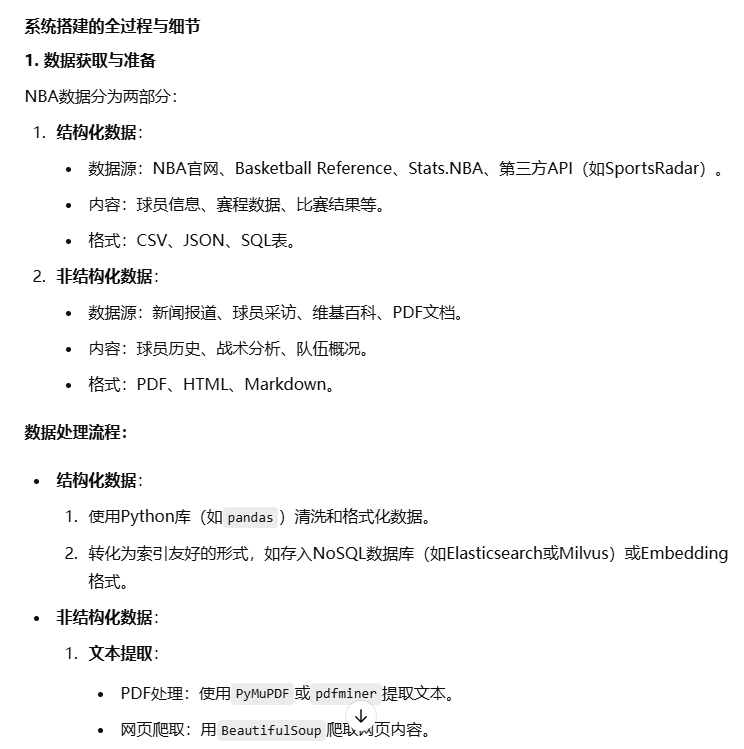 系统搭建的全过程与细节
1. 数据获取与准备
NBA数据分为两部分：
1. 结构化数据：
• 数据源：NBA官网、Basketball Reference、Stats.NBA、第三方API（如SportsRadar）。
• 内容：球员信息、赛程数据、比赛结果等。
• 格式：CSV、JSON、SQL表。
2. 非结构化数据：
• 数据源：新闻报道、球员采访、维基百科、PDF文档。
• 内容：球员历史、战术分析、队伍概况。
• 格式：PDF、HTML、Markdown。
数据处理流程：
• 结构化数据：
1. 使用Python库（如 pandas ）清洗和格式化数据。
2. 转化为索引友好的形式，如存入NoSQL数据库（如Elasticsearch或Milvus）或Embedding
格式。
• 非结构化数据：
1. 文本提取：
• PDF处理：使用 PyMuPDF 或 pdfminer 提取文本。
• 网页爬取：用 BeautifulSoup 爬取网页内容。